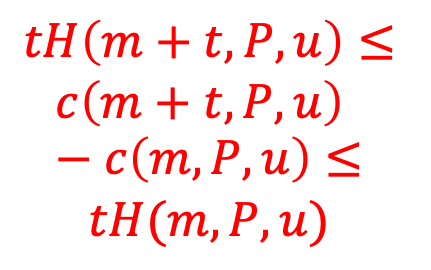 tH(m + t, P, u) ≤
c(m + t, P, u)
− c(m, P, u) ≤
tH(m, P, u)